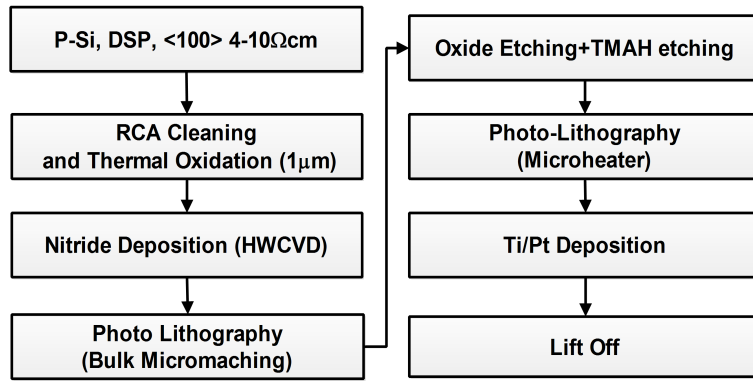 P-Si, DSP, <100> 4-10Ωcm
RCA Cleaning
and Thermal Oxidation (1μm)
Nitride Deposition (HWCVD)
Photo Lithography
(Bulk Micromaching)
Oxide Etching+TMAH etching
Photo-Lithography
(Microheater)
Ti/Pt Deposition
Lift Off